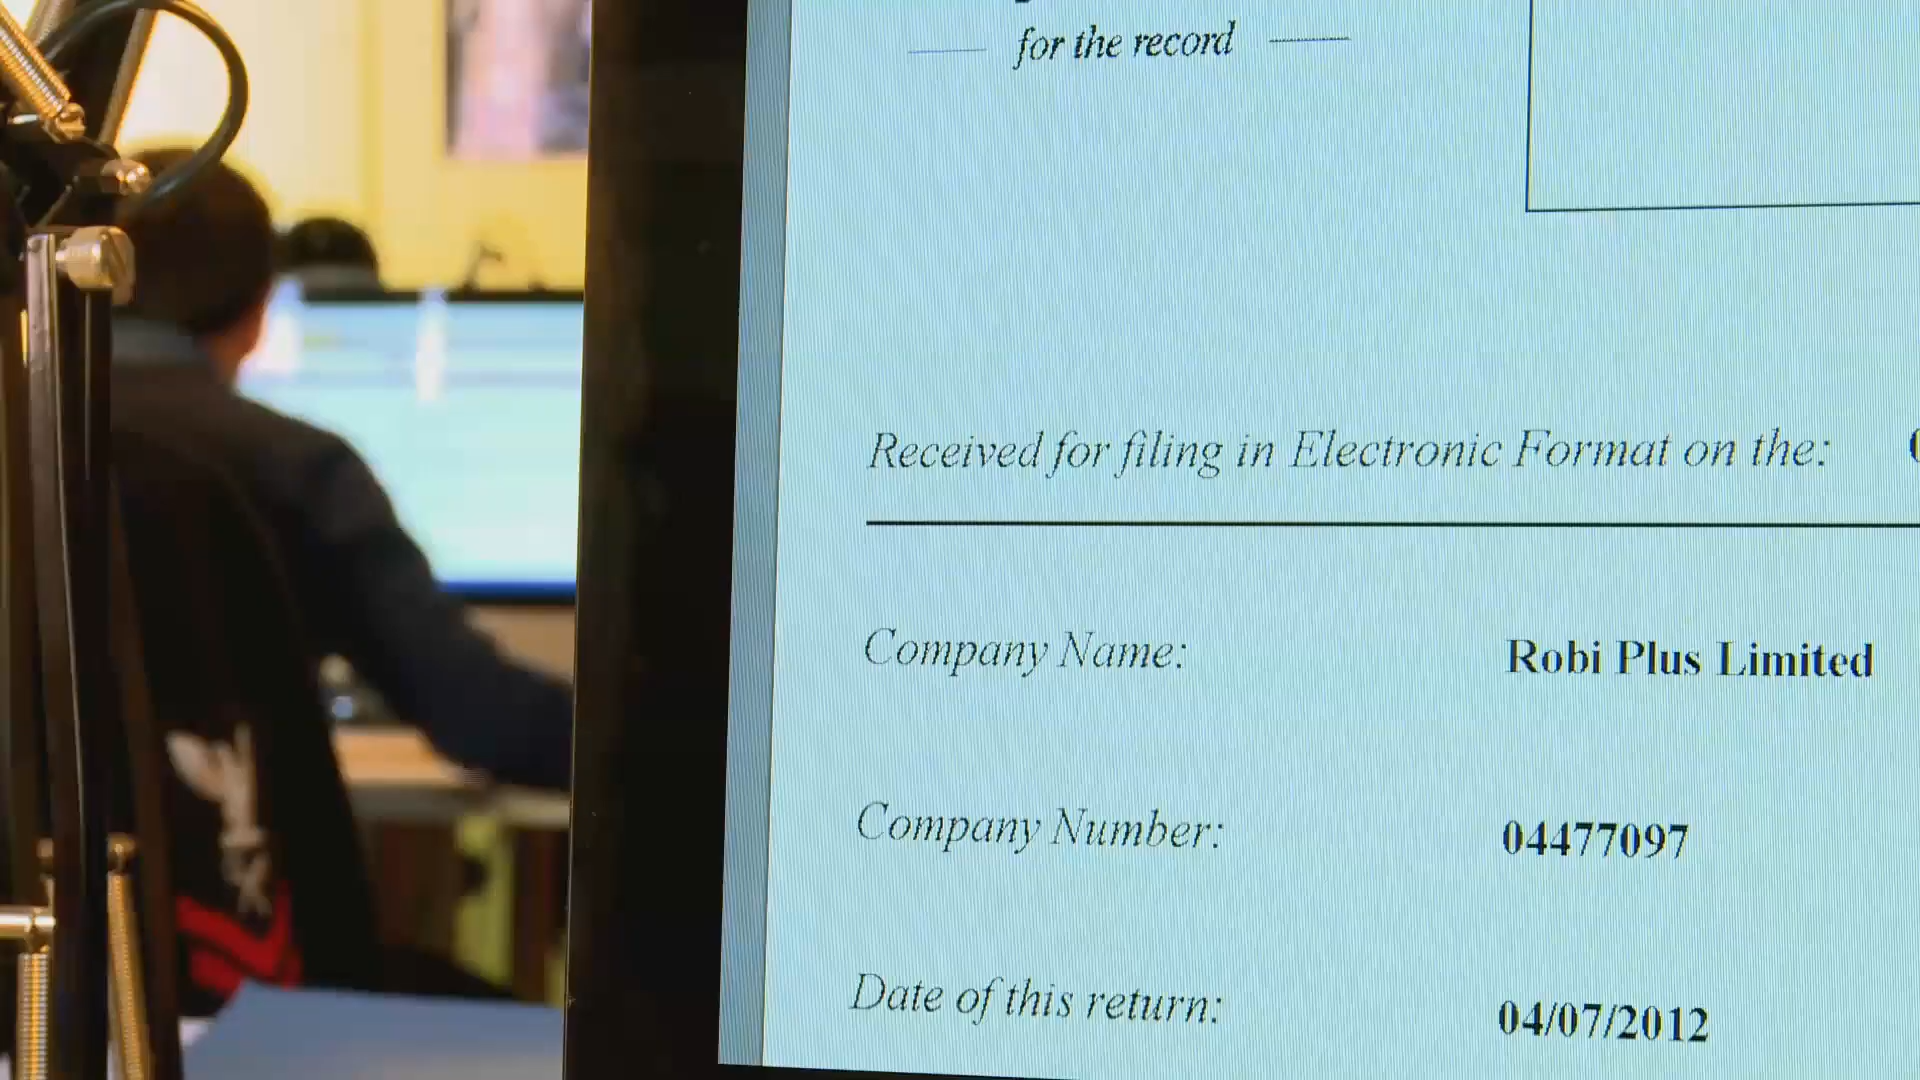 for the record
Received for filing in Electronic Format on the:
Company Name: Robi Plus Limited
Company Number: 04477097
Date of this return: 04/07/2012